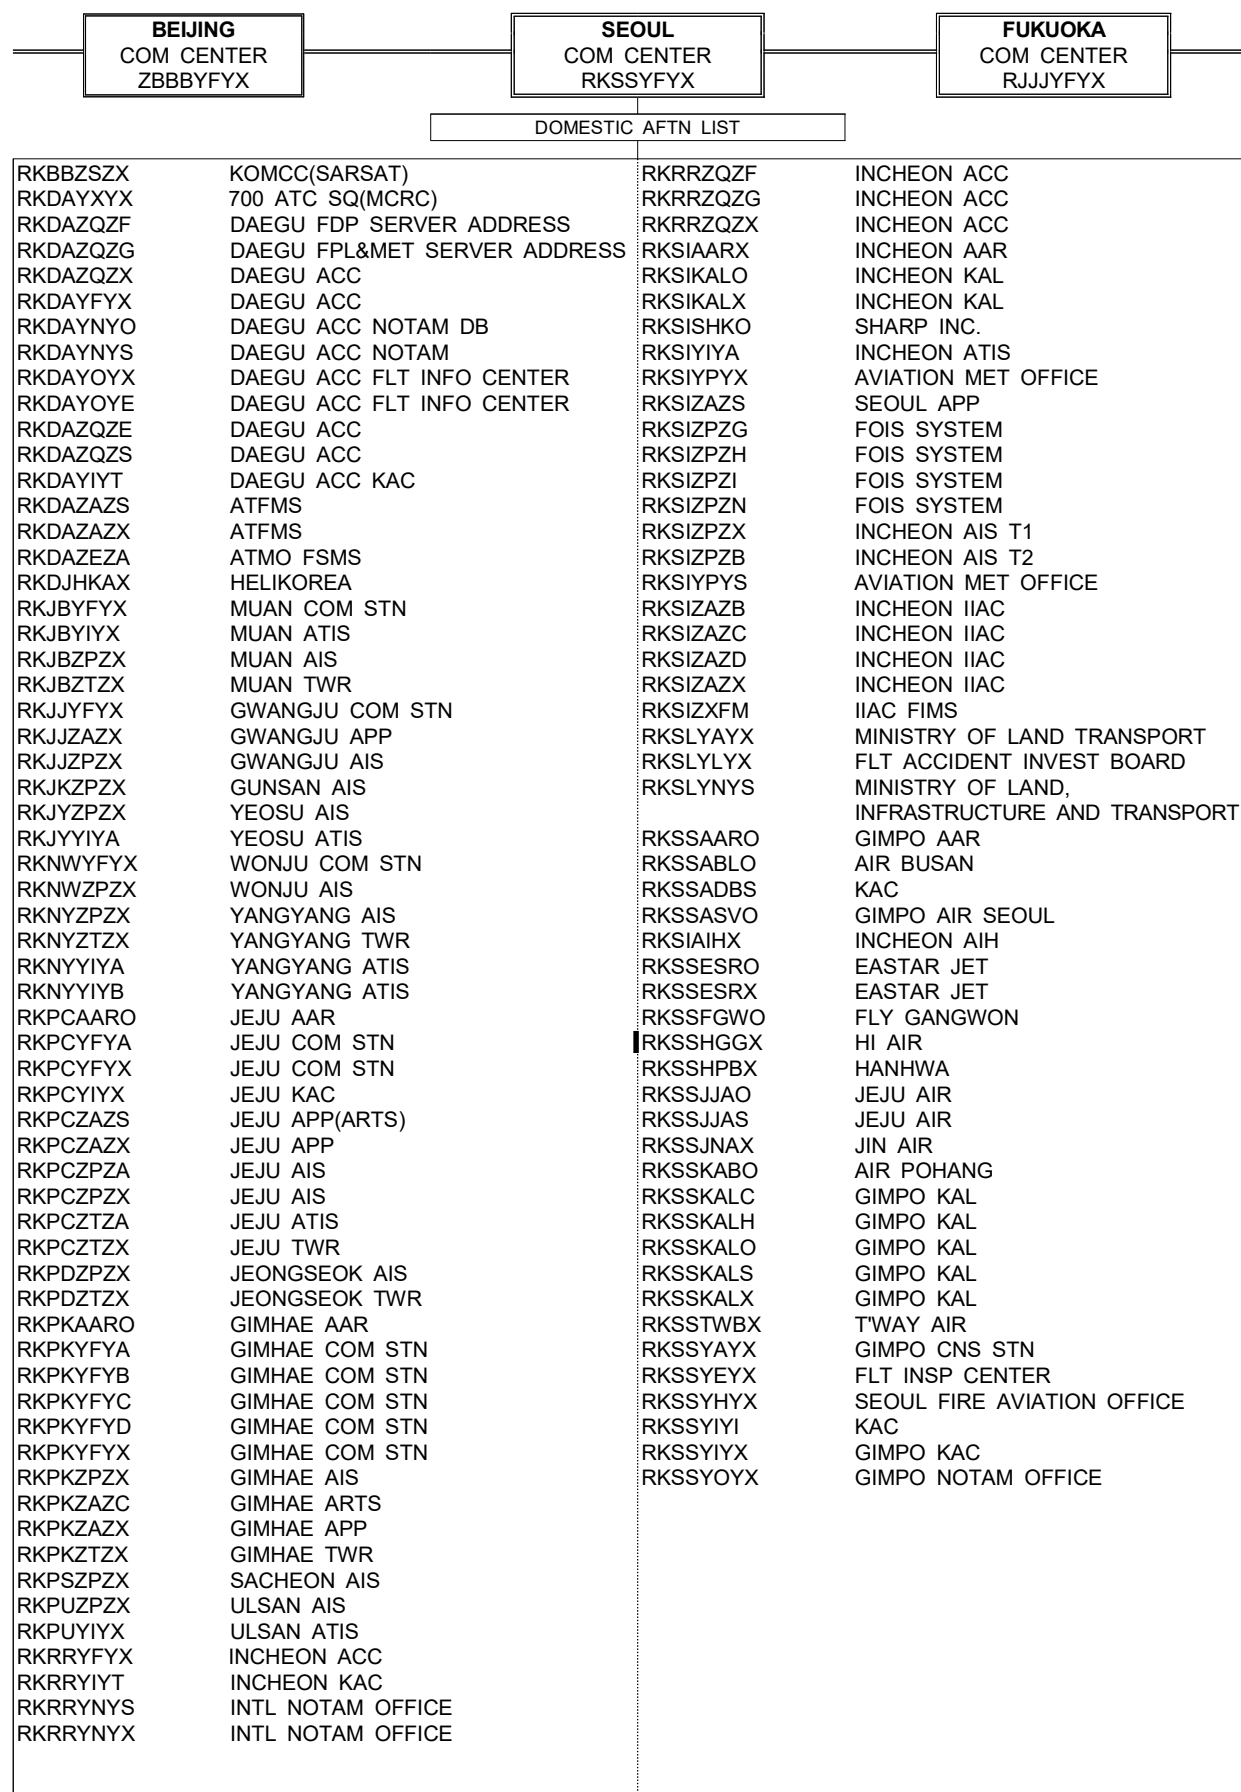 BEIJING
COM CENTER
ZBBBYFYX
SEOUL
COM CENTER
RKSSYFYX
FUKUOKA
COM CENTER
RJJJYFYX
DOMESTIC AFTN LIST
RKBBZSZX KOMCC(SARSAT)
RKDAYXYX 700 ATC SQ(MCRC)
RKDAZQZF DAEGU FDP SERVER ADDRESS
RKDAZQZG DAEGU FPL&MET SERVER ADDRESS
RKDAZQZX DAEGU ACC
RKDAYFYX DAEGU ACC
RKDAYNYO DAEGU ACC NOTAM DB
RKDAYNYS DAEGU ACC NOTAM
RKDAYOYX DAEGU ACC FLT INFO CENTER
RKDAYOYE DAEGU ACC FLT INFO CENTER
RKDAZQZE DAEGU ACC
RKDAZQZS DAEGU ACC
RKDAYIYT DAEGU ACC KAC
RKDAZAZS ATFMS
RKDAZAZX ATFMS
RKDAZEZA ATMO FSMS
RKDJHKAX HELIKOREA
RKJBYFYX MUAN COM STN
RKJBYIYX MUAN ATIS
RKJBZPZX MUAN AIS
RKJBZTZX MUAN TWR
RKJJYFYX GWANGJU COM STN
RKJJZAZX GWANGJU APP
RKJJZPZX GWANGJU AIS
RKJKZPZX GUNSAN AIS
RKJYZPZX YEOSU AIS
RKJYYIYA YEOSU ATIS
RKNWYFYX WONJU COM STN
RKNWZPZX WONJU AIS
RKNYZPZX YANGYANG AIS
RKNYZTZX YANGYANG TWR
RKNYYIYA YANGYANG ATIS
RKNYYIYB YANGYANG ATIS
RKPCAARO JEJU AAR
RKPCYFYA JEJU COM STN
RKPCYFYX JEJU COM STN
RKPCYIYX JEJU KAC
RKPCZAZS JEJU APP(ARTS)
RKPCZAZX JEJU APP
RKPCZPZA JEJU AIS
RKPCZPZX JEJU AIS
RKPCZTZA JEJU ATIS
RKPCZTZX JEJU TWR
RKPDZPZX JEONGSEOK AIS
RKPDZTZX JEONGSEOK TWR
RKPKAARO GIMHAE AAR
RKPKYFYA GIMHAE COM STN
RKPKYFYB GIMHAE COM STN
RKPKYFYC GIMHAE COM STN
RKPKYFYD GIMHAE COM STN
RKPKYFYX GIMHAE COM STN
RKPKZPZX GIMHAE AIS
RKPKZAZC GIMHAE ARTS
RKPKZAZX GIMHAE APP
RKPKZTZX GIMHAE TWR
RKPSZPZX SACHEON AIS
RKPUZPZX ULSAN AIS
RKPUYIYX ULSAN ATIS
RKRRYFYX INCHEON ACC
RKRRYIYT INCHEON KAC
RKRRYNYS INTL NOTAM OFFICE
RKRRYNYX INTL NOTAM OFFICE
RKRRZQZF INCHEON ACC
RKRRZQZG INCHEON ACC
RKRRZQZX INCHEON ACC
RKSIAARX INCHEON AAR
RKSIKALO INCHEON KAL
RKSIKALX INCHEON KAL
RKSISHKO SHARP INC.
RKSIYIYA INCHEON ATIS
RKSIYPYX AVIATION MET OFFICE
RKSIZAZS SEOUL APP
RKSIZPZG FOIS SYSTEM
RKSIZPZH FOIS SYSTEM
RKSIZPZI FOIS SYSTEM
RKSIZPZN FOIS SYSTEM
RKSIZPZX INCHEON AIS T1
RKSIZPZB INCHEON AIS T2
RKSIYPYS AVIATION MET OFFICE
RKSIZAZB INCHEON IIAC
RKSIZAZC INCHEON IIAC
RKSIZAZD INCHEON IIAC
RKSIZAZX INCHEON IIAC
RKSIZXFM IIAC FIMS
RKSLYAYX MINISTRY OF LAND TRANSPORT
RKSLYLYX FLT ACCIDENT INVEST BOARD
RKSLYNYS MINISTRY OF LAND,
INFRASTRUCTURE AND TRANSPORT
RKSSAARO GIMPO AAR
RKSSABLO AIR BUSAN
RKSSADBS KAC
RKSSASVO GIMPO AIR SEOUL
RKSIAIHX INCHEON AIH
RKSSESRO EASTAR JET
RKSSESRX EASTAR JET
RKSSFGWO FLY GANGWON
RKSSHGGX HI AIR
RKSSHPBX HANHWA
RKSSJJAO JEJU AIR
RKSSJJAS JEJU AIR
RKSSJNAX JIN AIR
RKSSKABO AIR POHANG
RKSSKALC GIMPO KAL
RKSSKALH GIMPO KAL
RKSSKALO GIMPO KAL
RKSSKALS GIMPO KAL
RKSSKALX GIMPO KAL
RKSSTWBX T'WAY AIR
RKSSYAYX GIMPO CNS STN
RKSSYEYX FLT INSP CENTER
RKSSYHYX SEOUL FIRE AVIATION OFFICE
RKSSYIYI KAC
RKSSYIYX GIMPO KAC
RKSSYOYX GIMPO NOTAM OFFICE